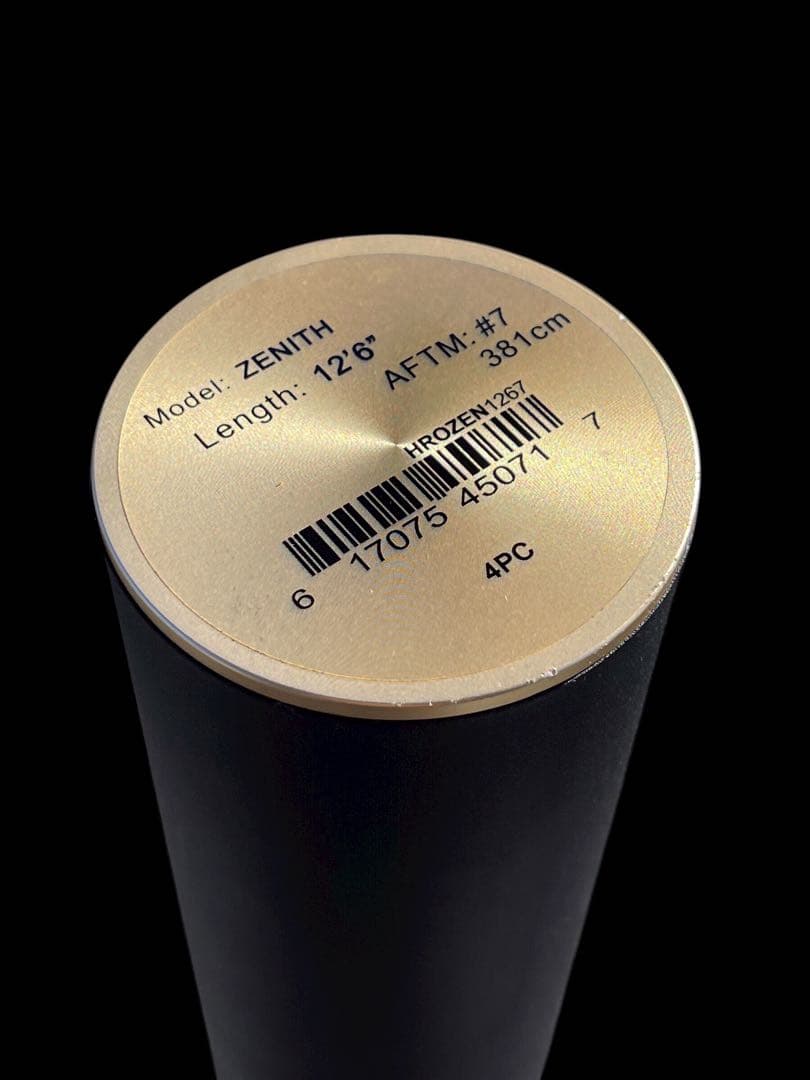 Model: ZENITH
Length: 12'6"
AFTM: #7
381cm
HROZEN1267
6 17075 45071 7
4PC